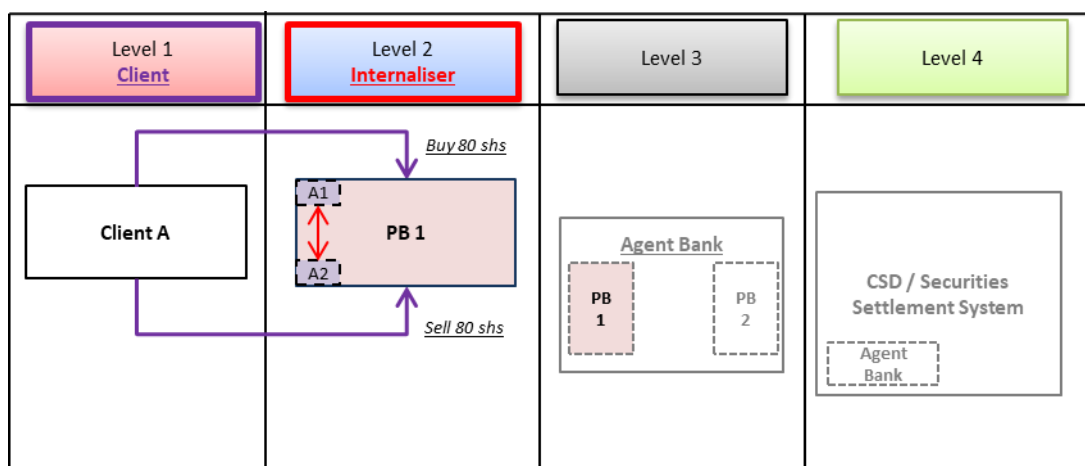 Level 1
Client
Level 2
Internaliser
Level 3
Level 4
Buy 80 shs
Client A
A1
A2
PB 1
Sell 80 shs
Agent Bank
PB
1
PB
2
CSD / Securities
Settlement System
Agent
Bank